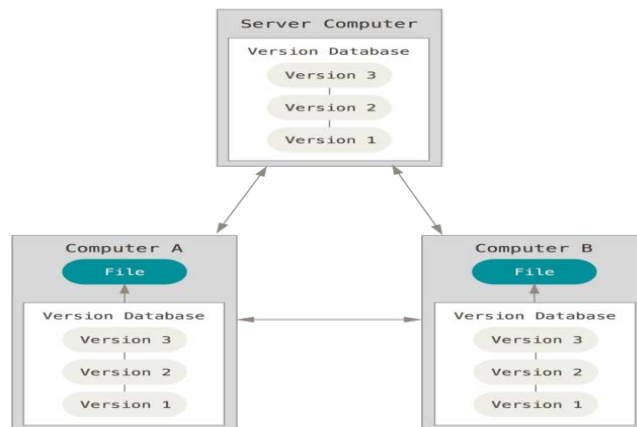 Server Computer
Version Database
Version 3
Version 2
Version 1
Computer A
File
Version Database
Version 3
Version 2
Version 1
Computer B
File
Version Database
Version 3
Version 2
Version 1